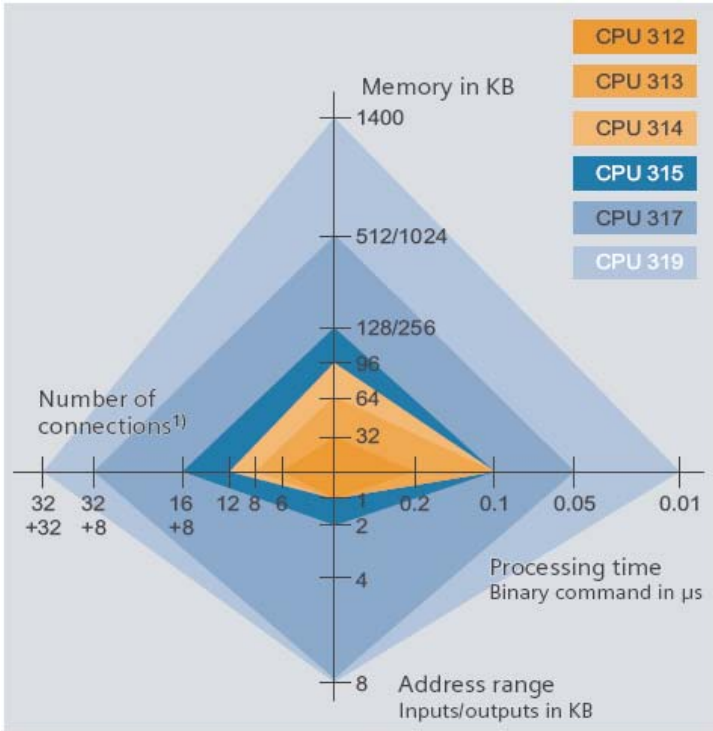 CPU 312
CPU 313
CPU 314
CPU 315
CPU 317
CPU 319
Memory in KB
1400
512/1024
128/256
96
64
32
Number of
connections¹⁾
32
+32
32
+8
16
+8
12
8
6
1
0.2
0.1
0.05
0.01
2
4
8
Processing time
Binary command in µs
Address range
Inputs/outputs in KB